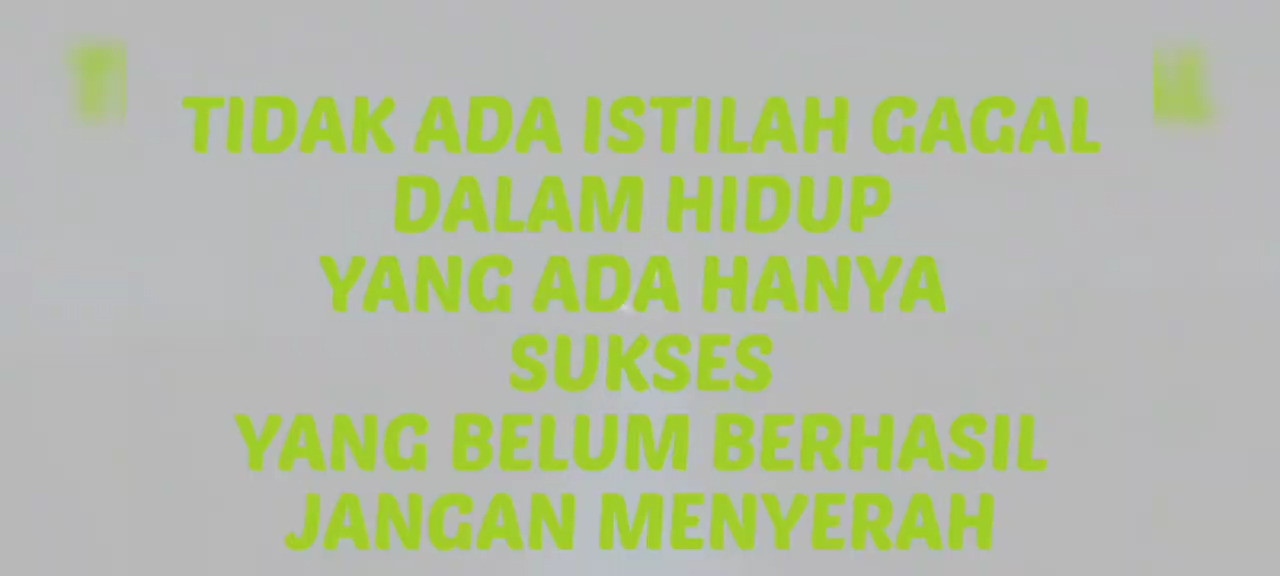 TIDAK ADA ISTILAH GAGAL
DALAM HIDUP
YANG ADA HANYA
SUKSES
YANG BELUM BERHASIL
JANGAN MENYERAH